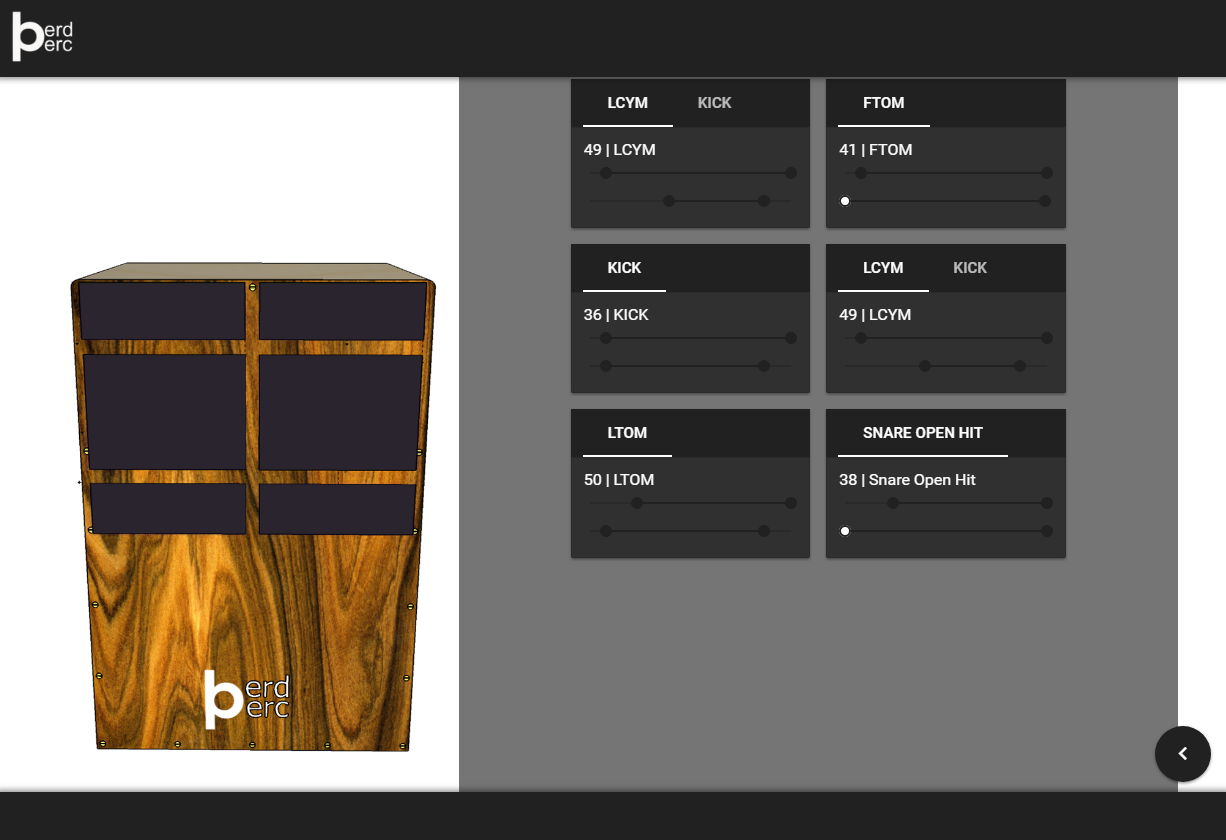 berd
perc
LCYM KICK
49 | LCYM
FTOM
41 | FTOM
KICK
36 | KICK
LCYM KICK
49 | LCYM
LTOM
50 | LTOM
SNARE OPEN HIT
38 | Snare Open Hit
berd
perc